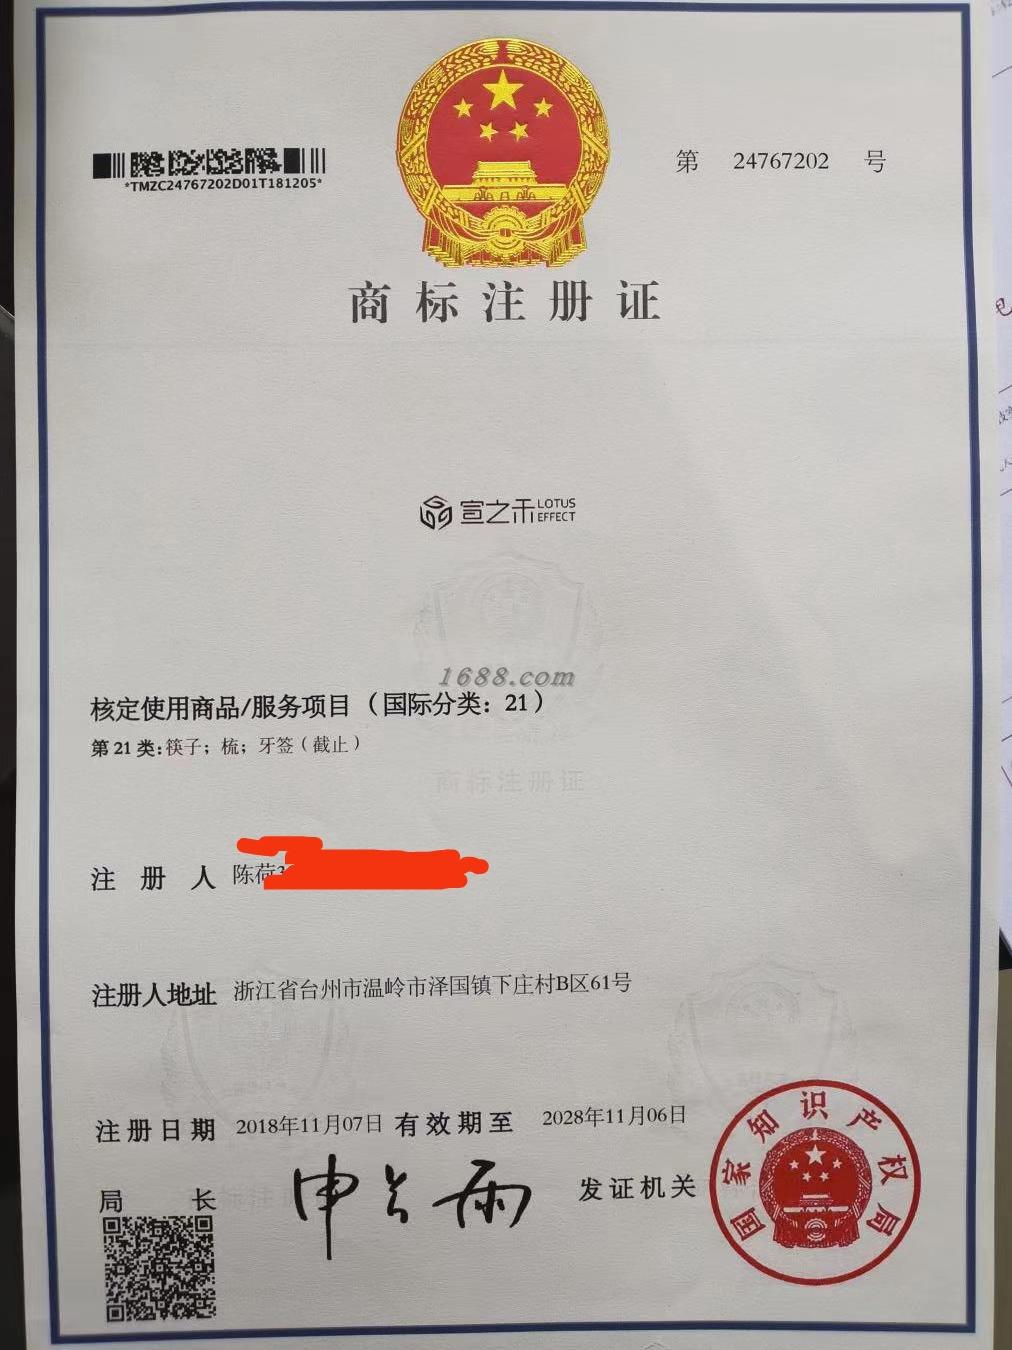 *TMZC24767202D01T181205*
第 24767202 号
商标注册证
宣之禾 LOTUS
EFFECT
1688.com
核定使用商品/服务项目（国际分类：21）
第 21 类：筷子；梳；牙签（截止）
商标注册证
注册人 陈荷
注册人地址 浙江省台州市温岭市泽国镇下庄村B区61号
注册日期 2018年11月07日 有效期至 2028年11月06日
局长 申长雨 发证机关
国家知识产权局